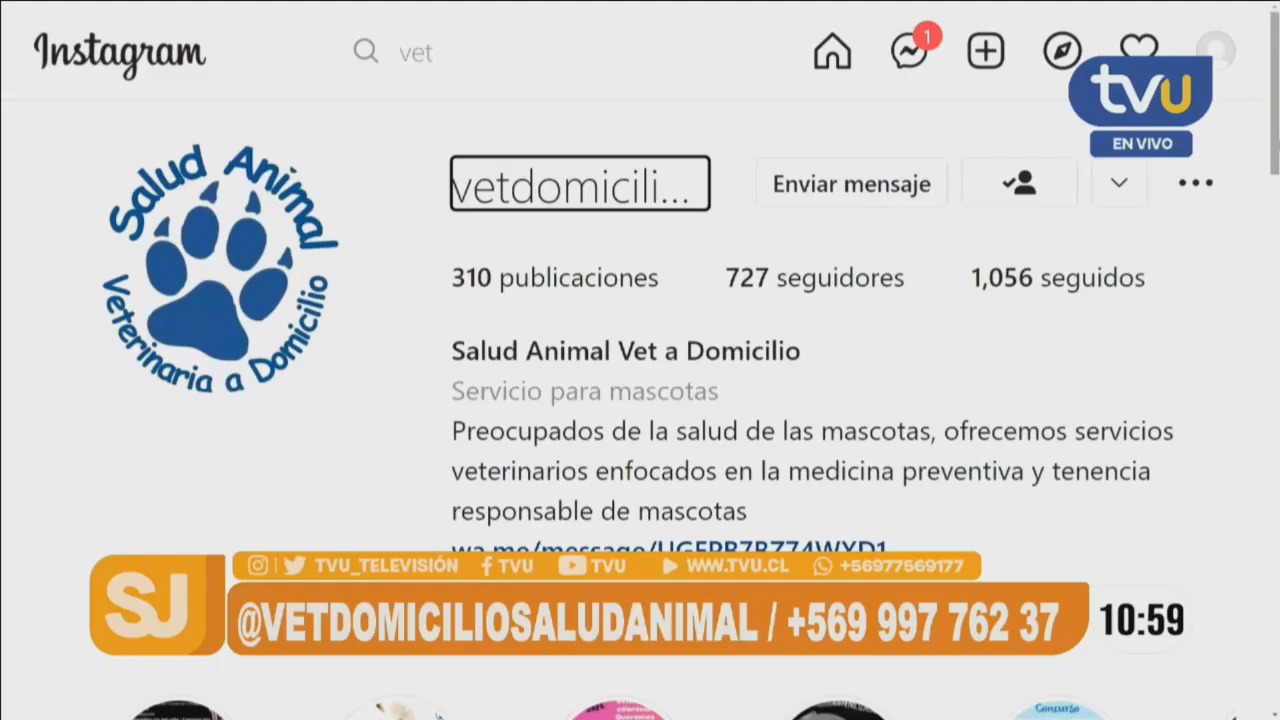 Instagram
vet
1
tvu
EN VIVO
Salud Animal
Veterinaria a Domicilio
vetdomicili...
Enviar mensaje
310 publicaciones
727 seguidores
1,056 seguidos
Salud Animal Vet a Domicilio
Servicio para mascotas
Preocupados de la salud de las mascotas, ofrecemos servicios
veterinarios enfocados en la medicina preventiva y tenencia
responsable de mascotas
SJ
TVU_TELEVISIÓN
TVU
TVU
WWW.TVU.CL
+56977569177
@VETDOMICILIOSALUDANIMAL / +569 997 762 37
10:59
Concurso